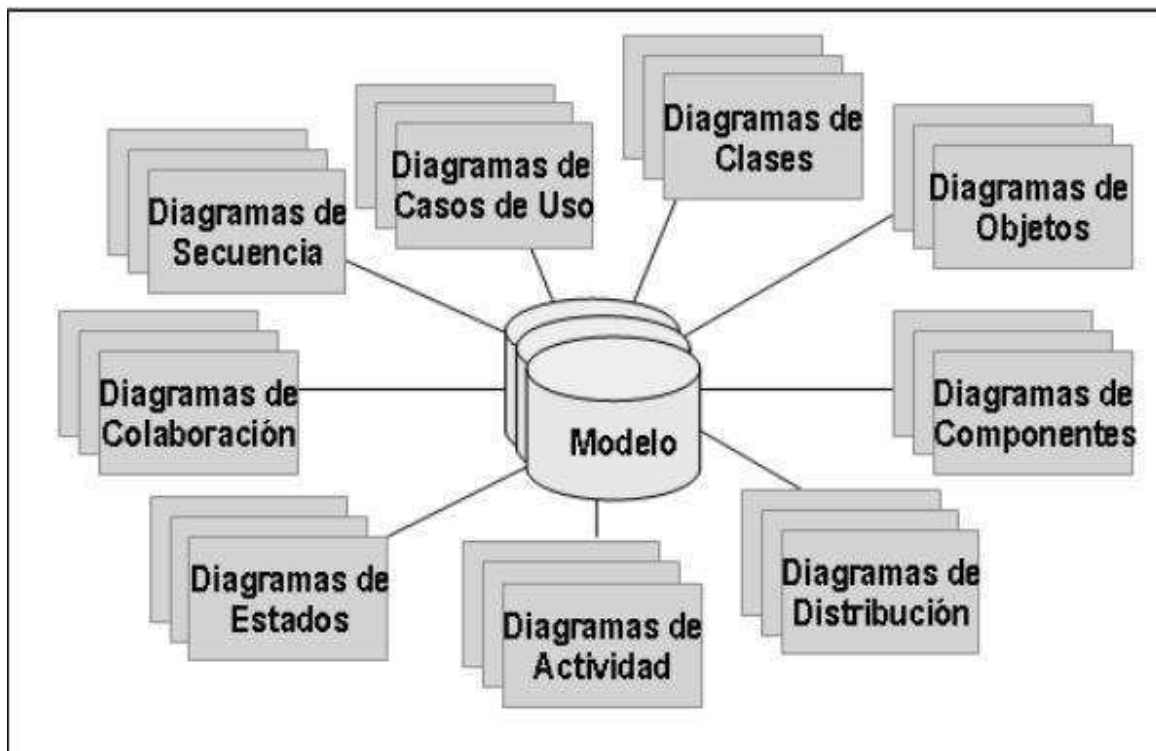 Diagramas de
Clases
Diagramas de
Casos de Uso
Diagramas de
Objetos
Diagramas de
Secuencia
Diagramas de
Colaboración
Diagramas de
Componentes
Modelo
Diagramas de
Estados
Diagramas de
Distribución
Diagramas de
Actividad